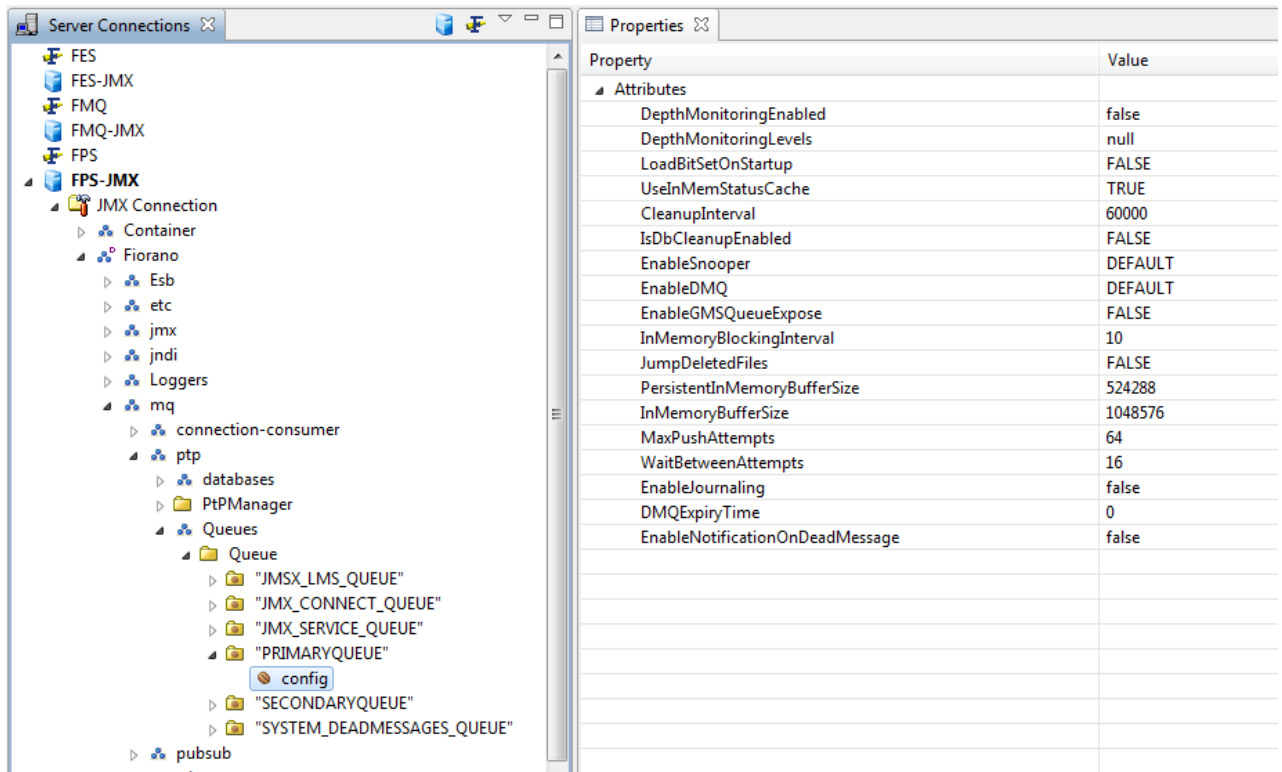 Server Connections
FES
FES-JMX
FMQ
FMQ-JMX
FPS
FPS-JMX
JMX Connection
Container
Fiorano
Esb
etc
jmx
jndi
Loggers
mq
connection-consumer
ptp
databases
PtPManager
Queues
Queue
"JMSX_LMS_QUEUE"
"JMX_CONNECT_QUEUE"
"JMX_SERVICE_QUEUE"
"PRIMARYQUEUE"
config
"SECONDARYQUEUE"
"SYSTEM_DEADMESSAGES_QUEUE"
pubsub
Properties
Property Value
Attributes
DepthMonitoringEnabled false
DepthMonitoringLevels null
LoadBitSetOnStartup FALSE
UseInMemStatusCache TRUE
CleanupInterval 60000
IsDbCleanupEnabled FALSE
EnableSnooper DEFAULT
EnableDMQ DEFAULT
EnableGMSQueueExpose FALSE
InMemoryBlockingInterval 10
JumpDeletedFiles FALSE
PersistentInMemoryBufferSize 524288
InMemoryBufferSize 1048576
MaxPushAttempts 64
WaitBetweenAttempts 16
EnableJournaling false
DMQExpiryTime 0
EnableNotificationOnDeadMessage false